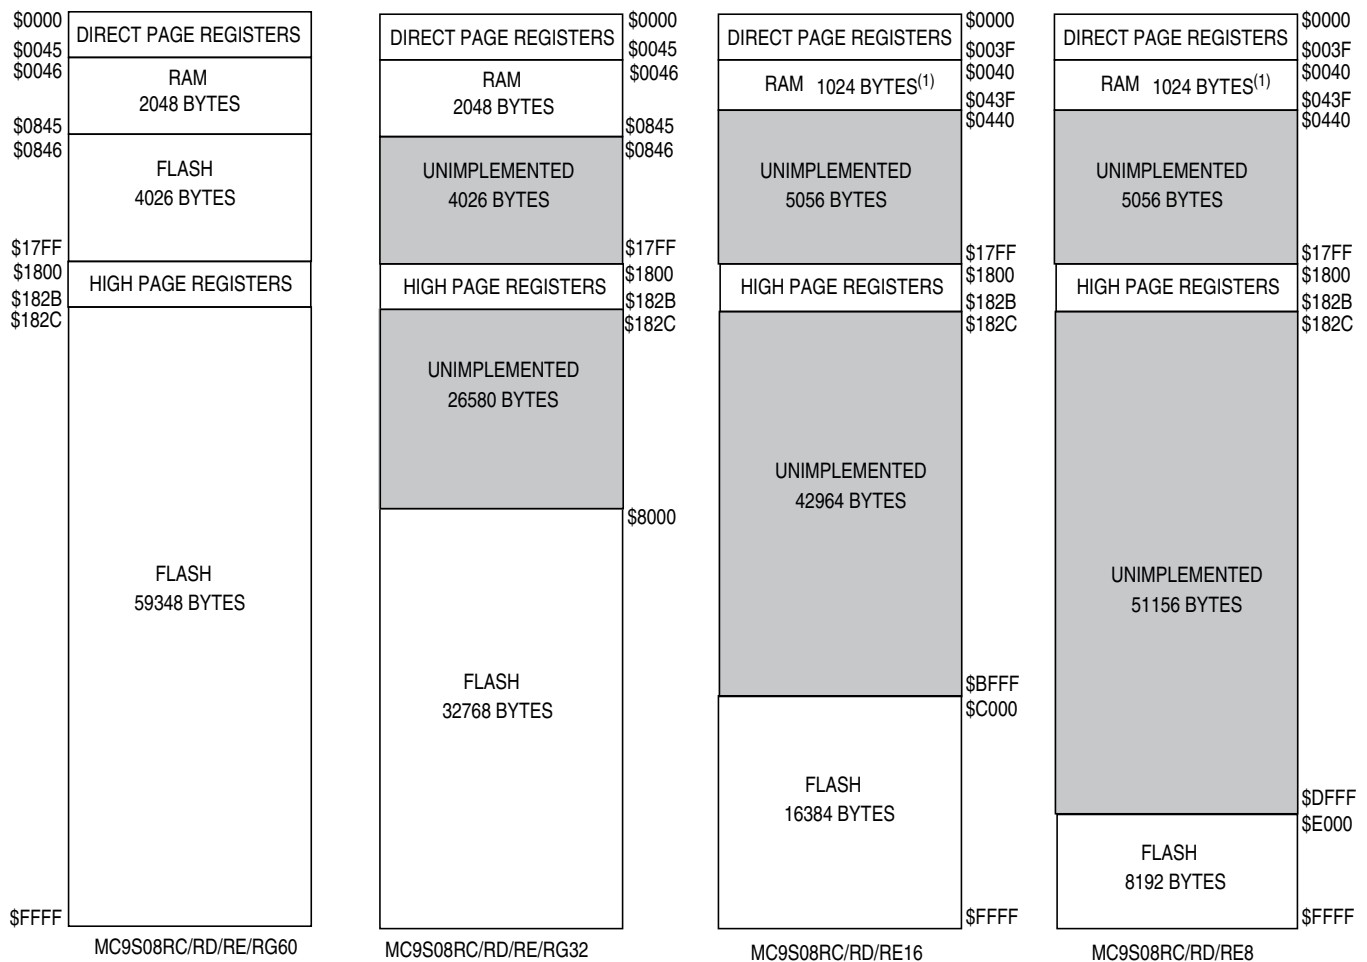 $0000
DIRECT PAGE REGISTERS
$0045
$0046
RAM
2048 BYTES
$0845
$0846
FLASH
4026 BYTES
$17FF
$1800
HIGH PAGE REGISTERS
$182B
$182C
FLASH
59348 BYTES
$FFFF
MC9S08RC/RD/RE/RG60
$0000
DIRECT PAGE REGISTERS
$0045
$0046
RAM
2048 BYTES
$0845
$0846
UNIMPLEMENTED
4026 BYTES
$17FF
$1800
HIGH PAGE REGISTERS
$182B
$182C
UNIMPLEMENTED
26580 BYTES
$8000
FLASH
32768 BYTES
MC9S08RC/RD/RE/RG32
$0000
DIRECT PAGE REGISTERS
$003F
$0040
RAM 1024 BYTES(1)
$043F
$0440
UNIMPLEMENTED
5056 BYTES
$17FF
$1800
HIGH PAGE REGISTERS
$182B
$182C
UNIMPLEMENTED
42964 BYTES
$BFFF
$C000
FLASH
16384 BYTES
$FFFF
MC9S08RC/RD/RE16
$0000
DIRECT PAGE REGISTERS
$003F
$0040
RAM 1024 BYTES(1)
$043F
$0440
UNIMPLEMENTED
5056 BYTES
$17FF
$1800
HIGH PAGE REGISTERS
$182B
$182C
UNIMPLEMENTED
51156 BYTES
$DFFF
$E000
FLASH
8192 BYTES
$FFFF
MC9S08RC/RD/RE8